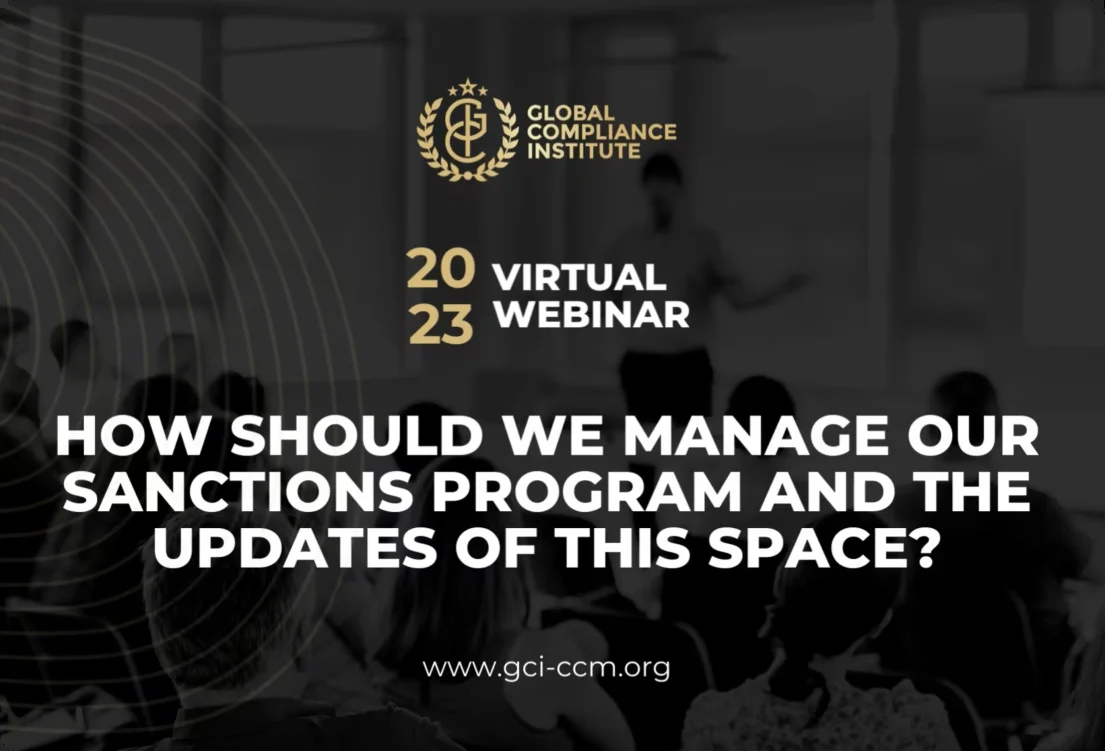 GLOBAL
COMPLIANCE
INSTITUTE
20
23
VIRTUAL
WEBINAR
HOW SHOULD WE MANAGE OUR
SANCTIONS PROGRAM AND THE
UPDATES OF THIS SPACE?
www.gci-ccm.org